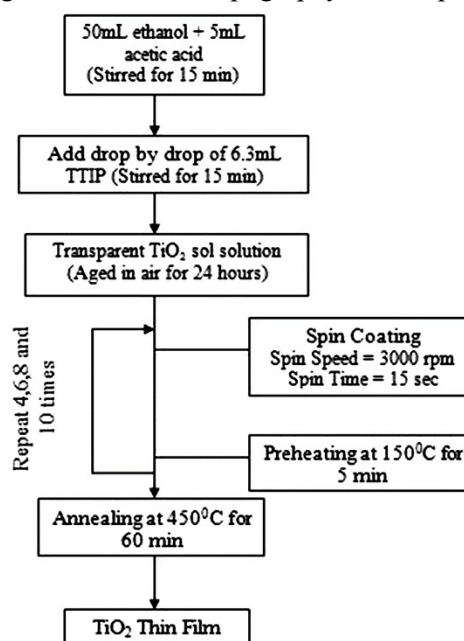 50mL ethanol + 5mL
acetic acid
(Stirred for 15 min)
Add drop by drop of 6.3mL
TTIP (Stirred for 15 min)
Transparent TiO₂ sol solution
(Aged in air for 24 hours)
Repeat 4,6,8 and
10 times
Spin Coating
Spin Speed = 3000 rpm
Spin Time = 15 sec
Preheating at 150⁰C for
5 min
Annealing at 450⁰C for
60 min
TiO₂ Thin Film